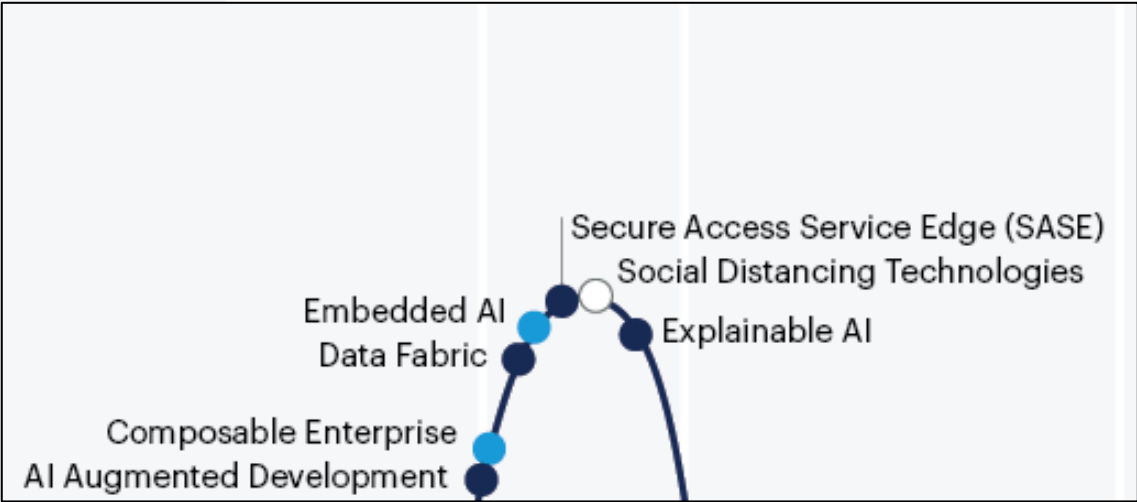 Secure Access Service Edge (SASE)
Social Distancing Technologies
Embedded AI
Explainable AI
Data Fabric
Composable Enterprise
AI Augmented Development